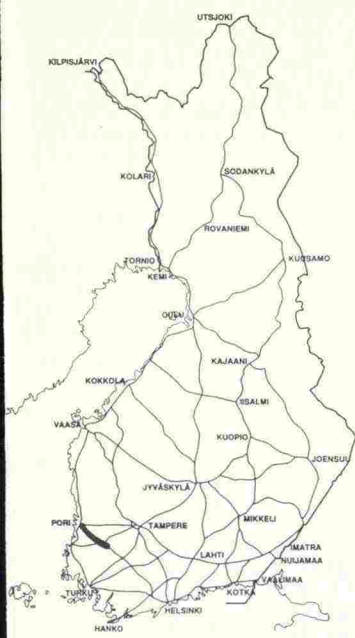 UTSJOKI
KILPISJÄRVI
KOLARI
SODANKYLÄ
ROVANIEMI
TORNIO
KEMI
KUUSAMO
OULU
KAJAANI
KOKKOLA
IISALMI
VAASA
KUOPIO
JOENSUU
JYVÄSKYLÄ
PORI
TAMPERE
MIKKELI
IMATRA
LAHTI
NUIJAMAA
VAALIMAA
KOTKA
TURKU
HELSINKI
HANKO